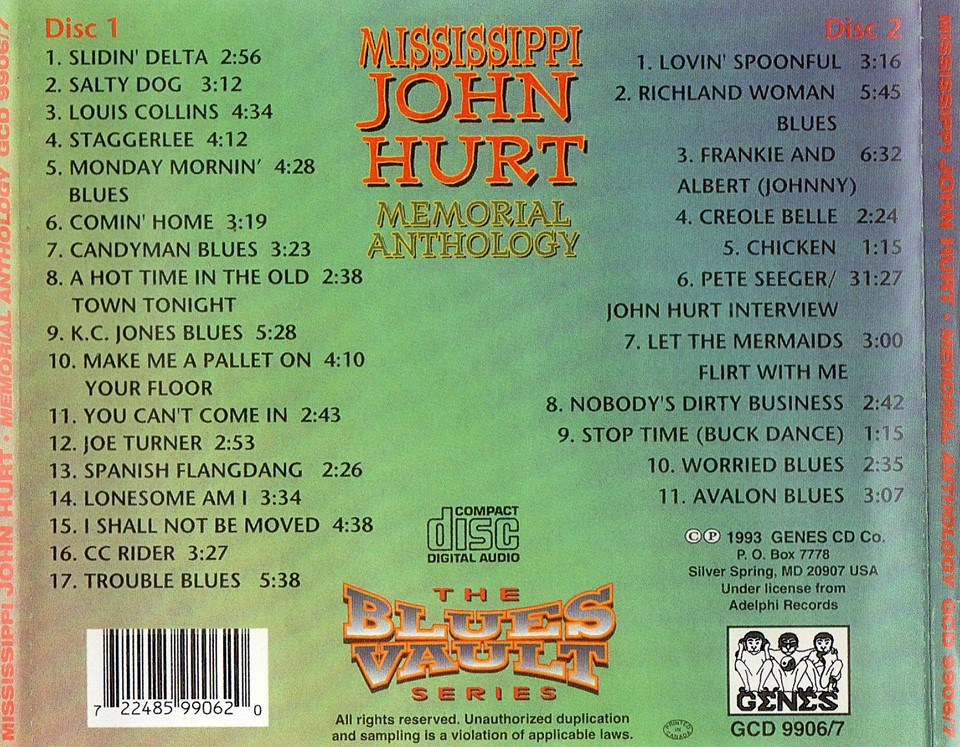 Disc 1
1. SLIDIN' DELTA 2:56
2. SALTY DOG 3:12
3. LOUIS COLLINS 4:34
4. STAGGERLEE 4:12
5. MONDAY MORNIN' 4:28
BLUES
6. COMIN' HOME 3:19
7. CANDYMAN BLUES 3:23
8. A HOT TIME IN THE OLD 2:38
TOWN TONIGHT
9. K.C. JONES BLUES 5:28
10. MAKE ME A PALLET ON 4:10
YOUR FLOOR
11. YOU CAN'T COME IN 2:43
12. JOE TURNER 2:53
13. SPANISH FLANGDANG 2:26
14. LONESOME AM I 3:34
15. I SHALL NOT BE MOVED 4:38
16. CC RIDER 3:27
17. TROUBLE BLUES 5:38
MISSISSIPPI
JOHN
HURT
MEMORIAL
ANTHOLOGY
Disc 2
1. LOVIN' SPOONFUL 3:16
2. RICHLAND WOMAN 5:45
BLUES
3. FRANKIE AND 6:32
ALBERT (JOHNNY)
4. CREOLE BELLE 2:24
5. CHICKEN 1:15
6. PETE SEEGER/ 31:27
JOHN HURT INTERVIEW
7. LET THE MERMAIDS 3:00
FLIRT WITH ME
8. NOBODY'S DIRTY BUSINESS 2:42
9. STOP TIME (BUCK DANCE) 1:15
10. WORRIED BLUES 2:35
11. AVALON BLUES 3:07
COMPACT
disc
DIGITAL AUDIO
© ℗ 1993 GENES CD Co.
P. O. Box 7778
Silver Spring, MD 20907 USA
Under license from
Adelphi Records
THE
BLUES
VAULT
SERIES
7 22485 99062 0
All rights reserved. Unauthorized duplication
and sampling is a violation of applicable laws.
PRINTED
IN
CANADA
GENES
GCD 9906/7
MISSISSIPPI JOHN HURT • MEMORIAL ANTHOLOGY GCD 9906/7
MISSISSIPPI JOHN HURT • MEMORIAL ANTHOLOGY GCD 9906/7